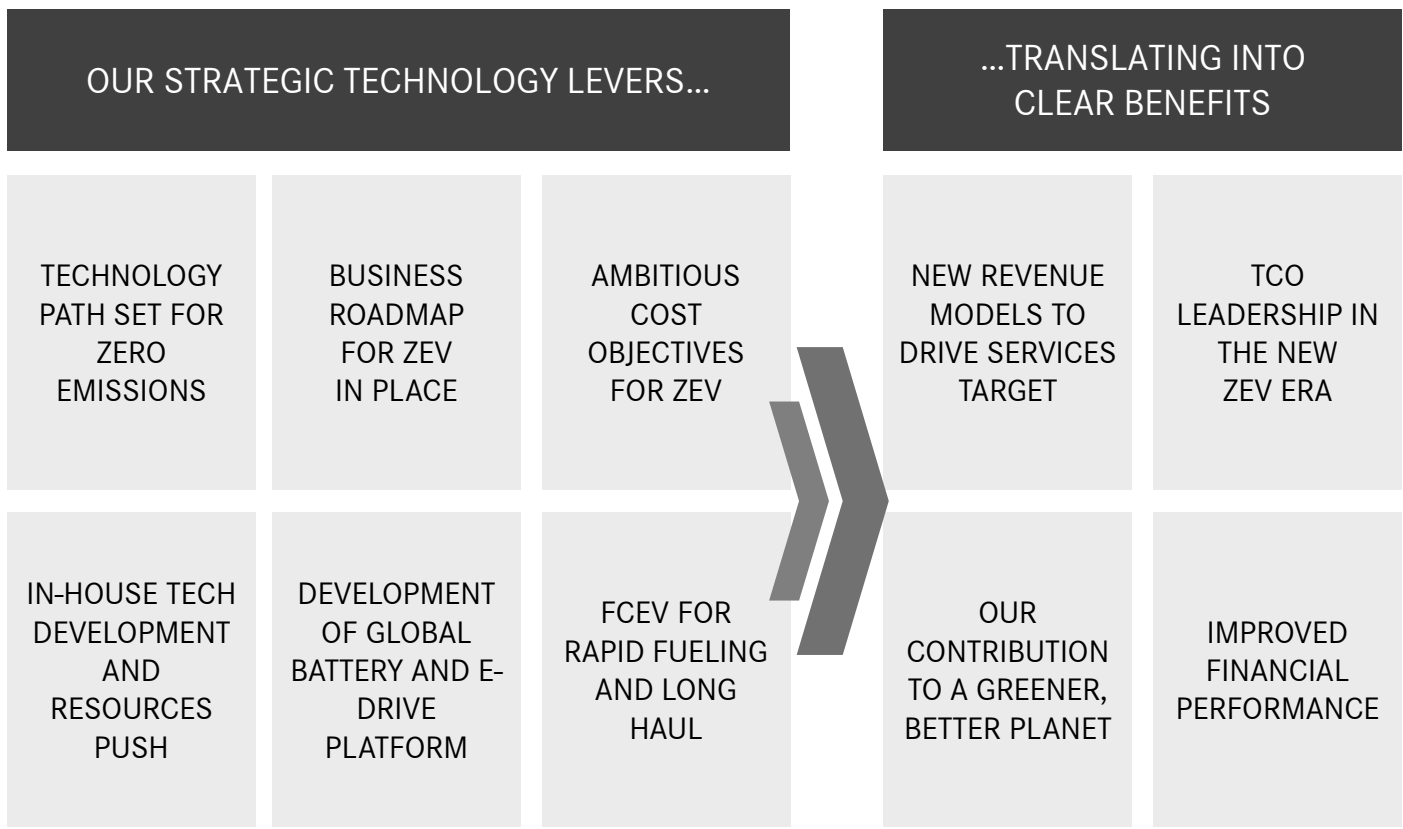 OUR STRATEGIC TECHNOLOGY LEVERS...
...TRANSLATING INTO
CLEAR BENEFITS
TECHNOLOGY
PATH SET FOR
ZERO
EMISSIONS
BUSINESS
ROADMAP
FOR ZEV
IN PLACE
AMBITIOUS
COST
OBJECTIVES
FOR ZEV
NEW REVENUE
MODELS TO
DRIVE SERVICES
TARGET
TCO
LEADERSHIP IN
THE NEW
ZEV ERA
IN-HOUSE TECH
DEVELOPMENT
AND
RESOURCES
PUSH
DEVELOPMENT
OF GLOBAL
BATTERY AND E-
DRIVE
PLATFORM
FCEV FOR
RAPID FUELING
AND LONG
HAUL
OUR
CONTRIBUTION
TO A GREENER,
BETTER PLANET
IMPROVED
FINANCIAL
PERFORMANCE